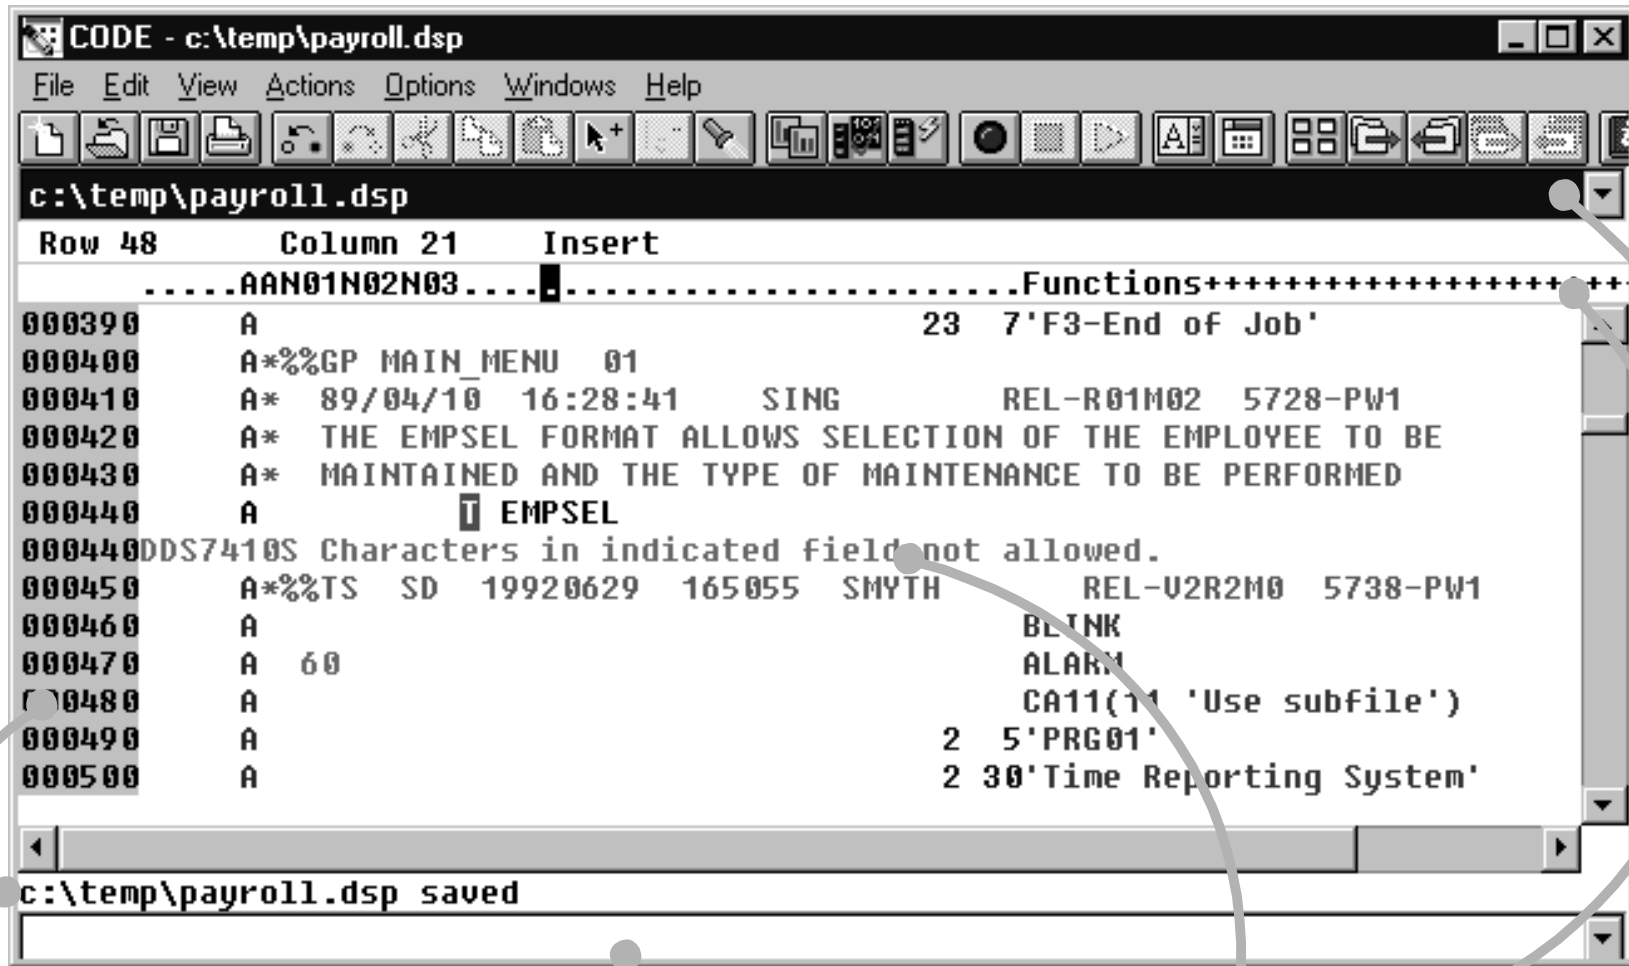 CODE - c:\temp\payroll.dsp
File Edit View Actions Options Windows Help
c:\temp\payroll.dsp
Row 48 Column 21 Insert
.....AAN01N02N03............................Functions++++++++++++++++++++++
000390 A 23 7'F3-End of Job'
000400 A*%%GP MAIN_MENU 01
000410 A* 89/04/10 16:28:41 SING REL-R01M02 5728-PW1
000420 A* THE EMPSEL FORMAT ALLOWS SELECTION OF THE EMPLOYEE TO BE
000430 A* MAINTAINED AND THE TYPE OF MAINTENANCE TO BE PERFORMED
000440 A T EMPSEL
000440DDS7410S Characters in indicated field not allowed.
000450 A*%%TS SD 19920629 165055 SMYTH REL-V2R2M0 5738-PW1
000460 A BLINK
000470 A 60 ALARM
000480 A CA11(11 'Use subfile')
000490 A 2 5'PRG01'
000500 A 2 30'Time Reporting System'
c:\temp\payroll.dsp saved